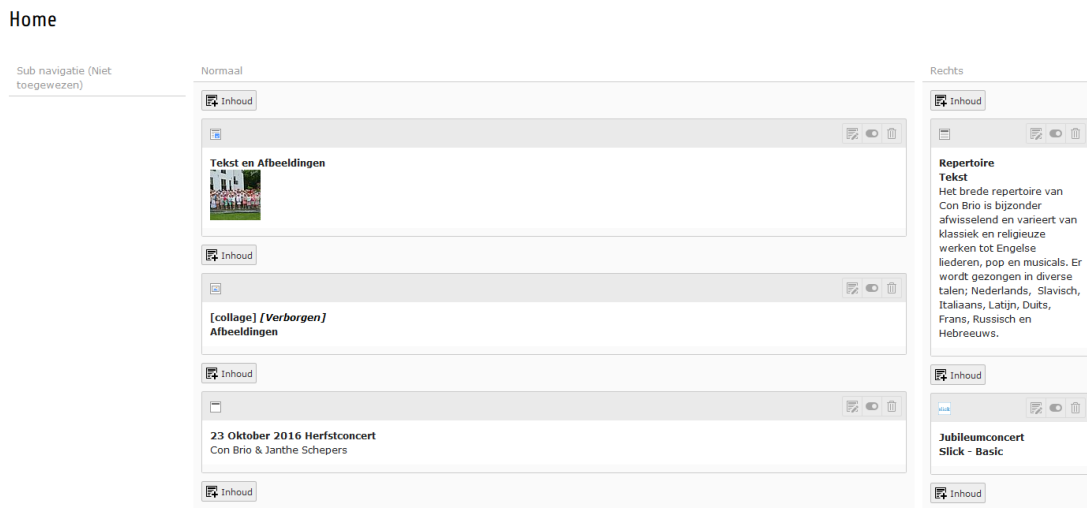 Home
Sub navigatie (Niet
toegewezen)
Normaal
Inhoud
Tekst en Afbeeldingen
Inhoud
[collage] [Verborgen]
Afbeeldingen
Inhoud
23 Oktober 2016 Herfstconcert
Con Brio & Janthe Schepers
Inhoud
Rechts
Inhoud
Repertoire
Tekst
Het brede repertoire van
Con Brio is bijzonder
afwisselend en varieert van
klassiek en religieuze
werken tot Engelse
liederen, pop en musicals. Er
wordt gezongen in diverse
talen; Nederlands, Slavisch,
Italiaans, Latijn, Duits,
Frans, Russisch en
Hebreeuws.
Inhoud
Jubileumconcert
Slick - Basic
Inhoud